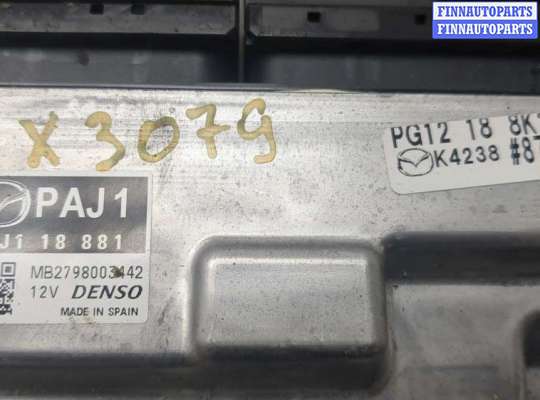 FINNAUTOPARTS
FINNAUTOPARTS
X3079
PG12 18 8K
K4238 #8
PAJ1
J1 18 881
MB2798003442
12V DENSO
MADE IN SPAIN